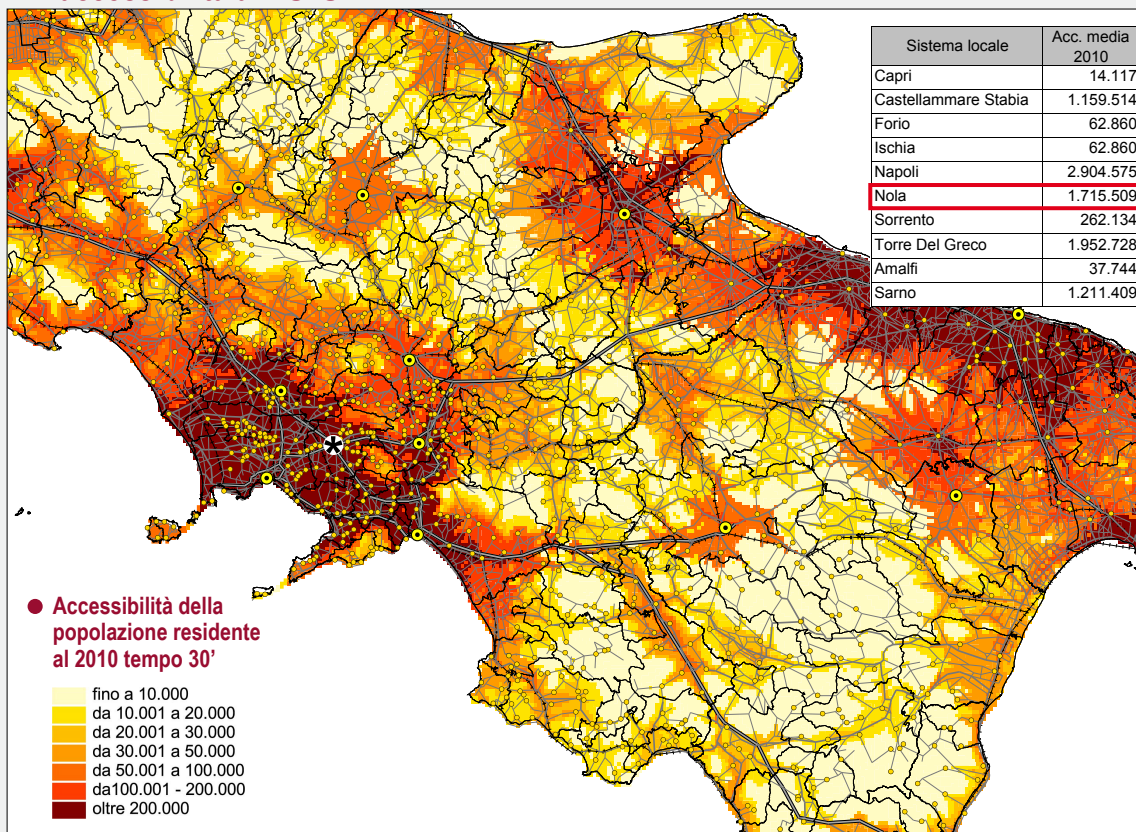 Sistema locale Acc. media 2010
Capri 14.117
Castellammare Stabia 1.159.514
Forio 62.860
Ischia 62.860
Napoli 2.904.575
Nola 1.715.509
Sorrento 262.134
Torre Del Greco 1.952.728
Amalfi 37.744
Sarno 1.211.409
Accessibilità della
popolazione residente
al 2010 tempo 30’
fino a 10.000
da 10.001 a 20.000
da 20.001 a 30.000
da 30.001 a 50.000
da 50.001 a 100.000
da100.001 - 200.000
oltre 200.000